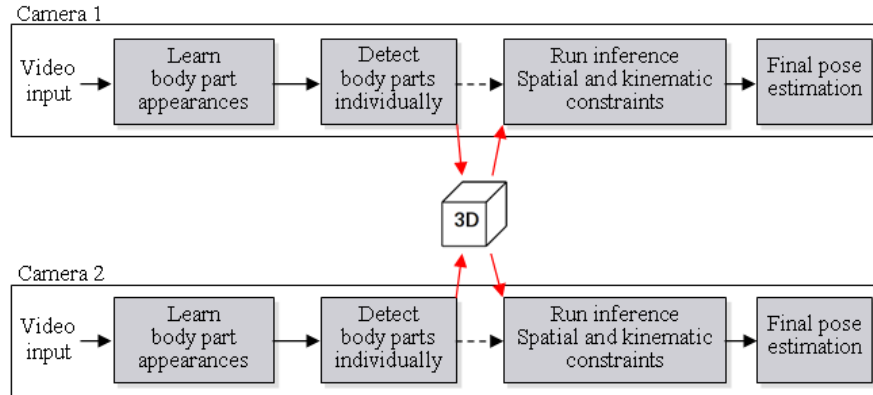 Camera 1
Video
input
Learn
body part
appearances
Detect
body parts
individually
Run inference
Spatial and kinematic
constraints
Final pose
estimation
3D
Camera 2
Video
input
Learn
body part
appearances
Detect
body parts
individually
Run inference
Spatial and kinematic
constraints
Final pose
estimation